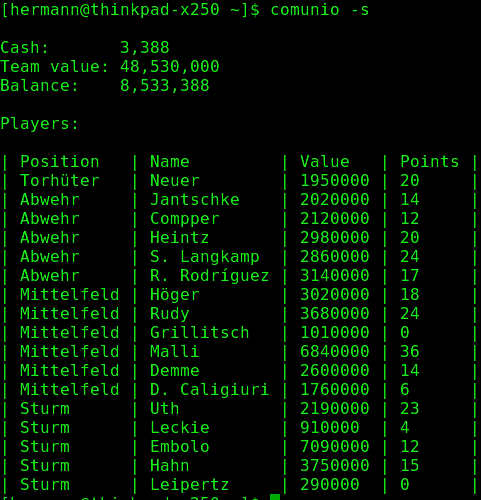 [hermann@thinkpad-x250 ~]$ comunio -s
Cash:       3,388
Team value: 48,530,000
Balance:    8,533,388
Players:
| Position   | Name         | Value   | Points |
| Torhüter   | Neuer        | 1950000 | 20     |
| Abwehr     | Jantschke    | 2020000 | 14     |
| Abwehr     | Compper      | 2120000 | 12     |
| Abwehr     | Heintz       | 2980000 | 20     |
| Abwehr     | S. Langkamp  | 2860000 | 24     |
| Abwehr     | R. Rodríguez | 3140000 | 17     |
| Mittelfeld | Höger        | 3020000 | 18     |
| Mittelfeld | Rudy         | 3680000 | 24     |
| Mittelfeld | Grillitsch   | 1010000 | 0      |
| Mittelfeld | Malli        | 6840000 | 36     |
| Mittelfeld | Demme        | 2600000 | 14     |
| Mittelfeld | D. Caligiuri | 1760000 | 6      |
| Sturm      | Uth          | 2190000 | 23     |
| Sturm      | Leckie       | 910000  | 4      |
| Sturm      | Embolo       | 7090000 | 12     |
| Sturm      | Hahn         | 3750000 | 15     |
| Sturm      | Leipertz     | 290000  | 0      |
[hermann@thinkpad-x250 ~]$